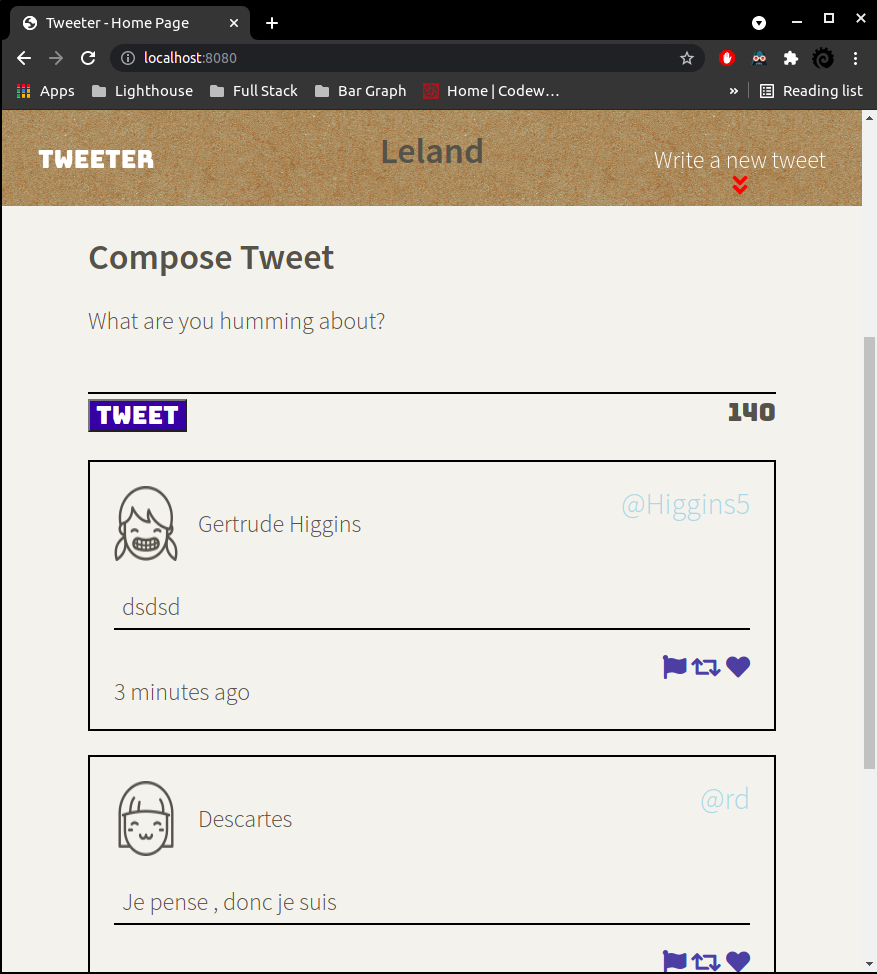 Tweeter - Home Page
localhost:8080
Apps Lighthouse Full Stack Bar Graph Home | Codew… » Reading list
TWEETER Leland Write a new tweet
Compose Tweet
What are you humming about?
TWEET 140
Gertrude Higgins @Higgins5
dsdsd
3 minutes ago
Descartes @rd
Je pense , donc je suis